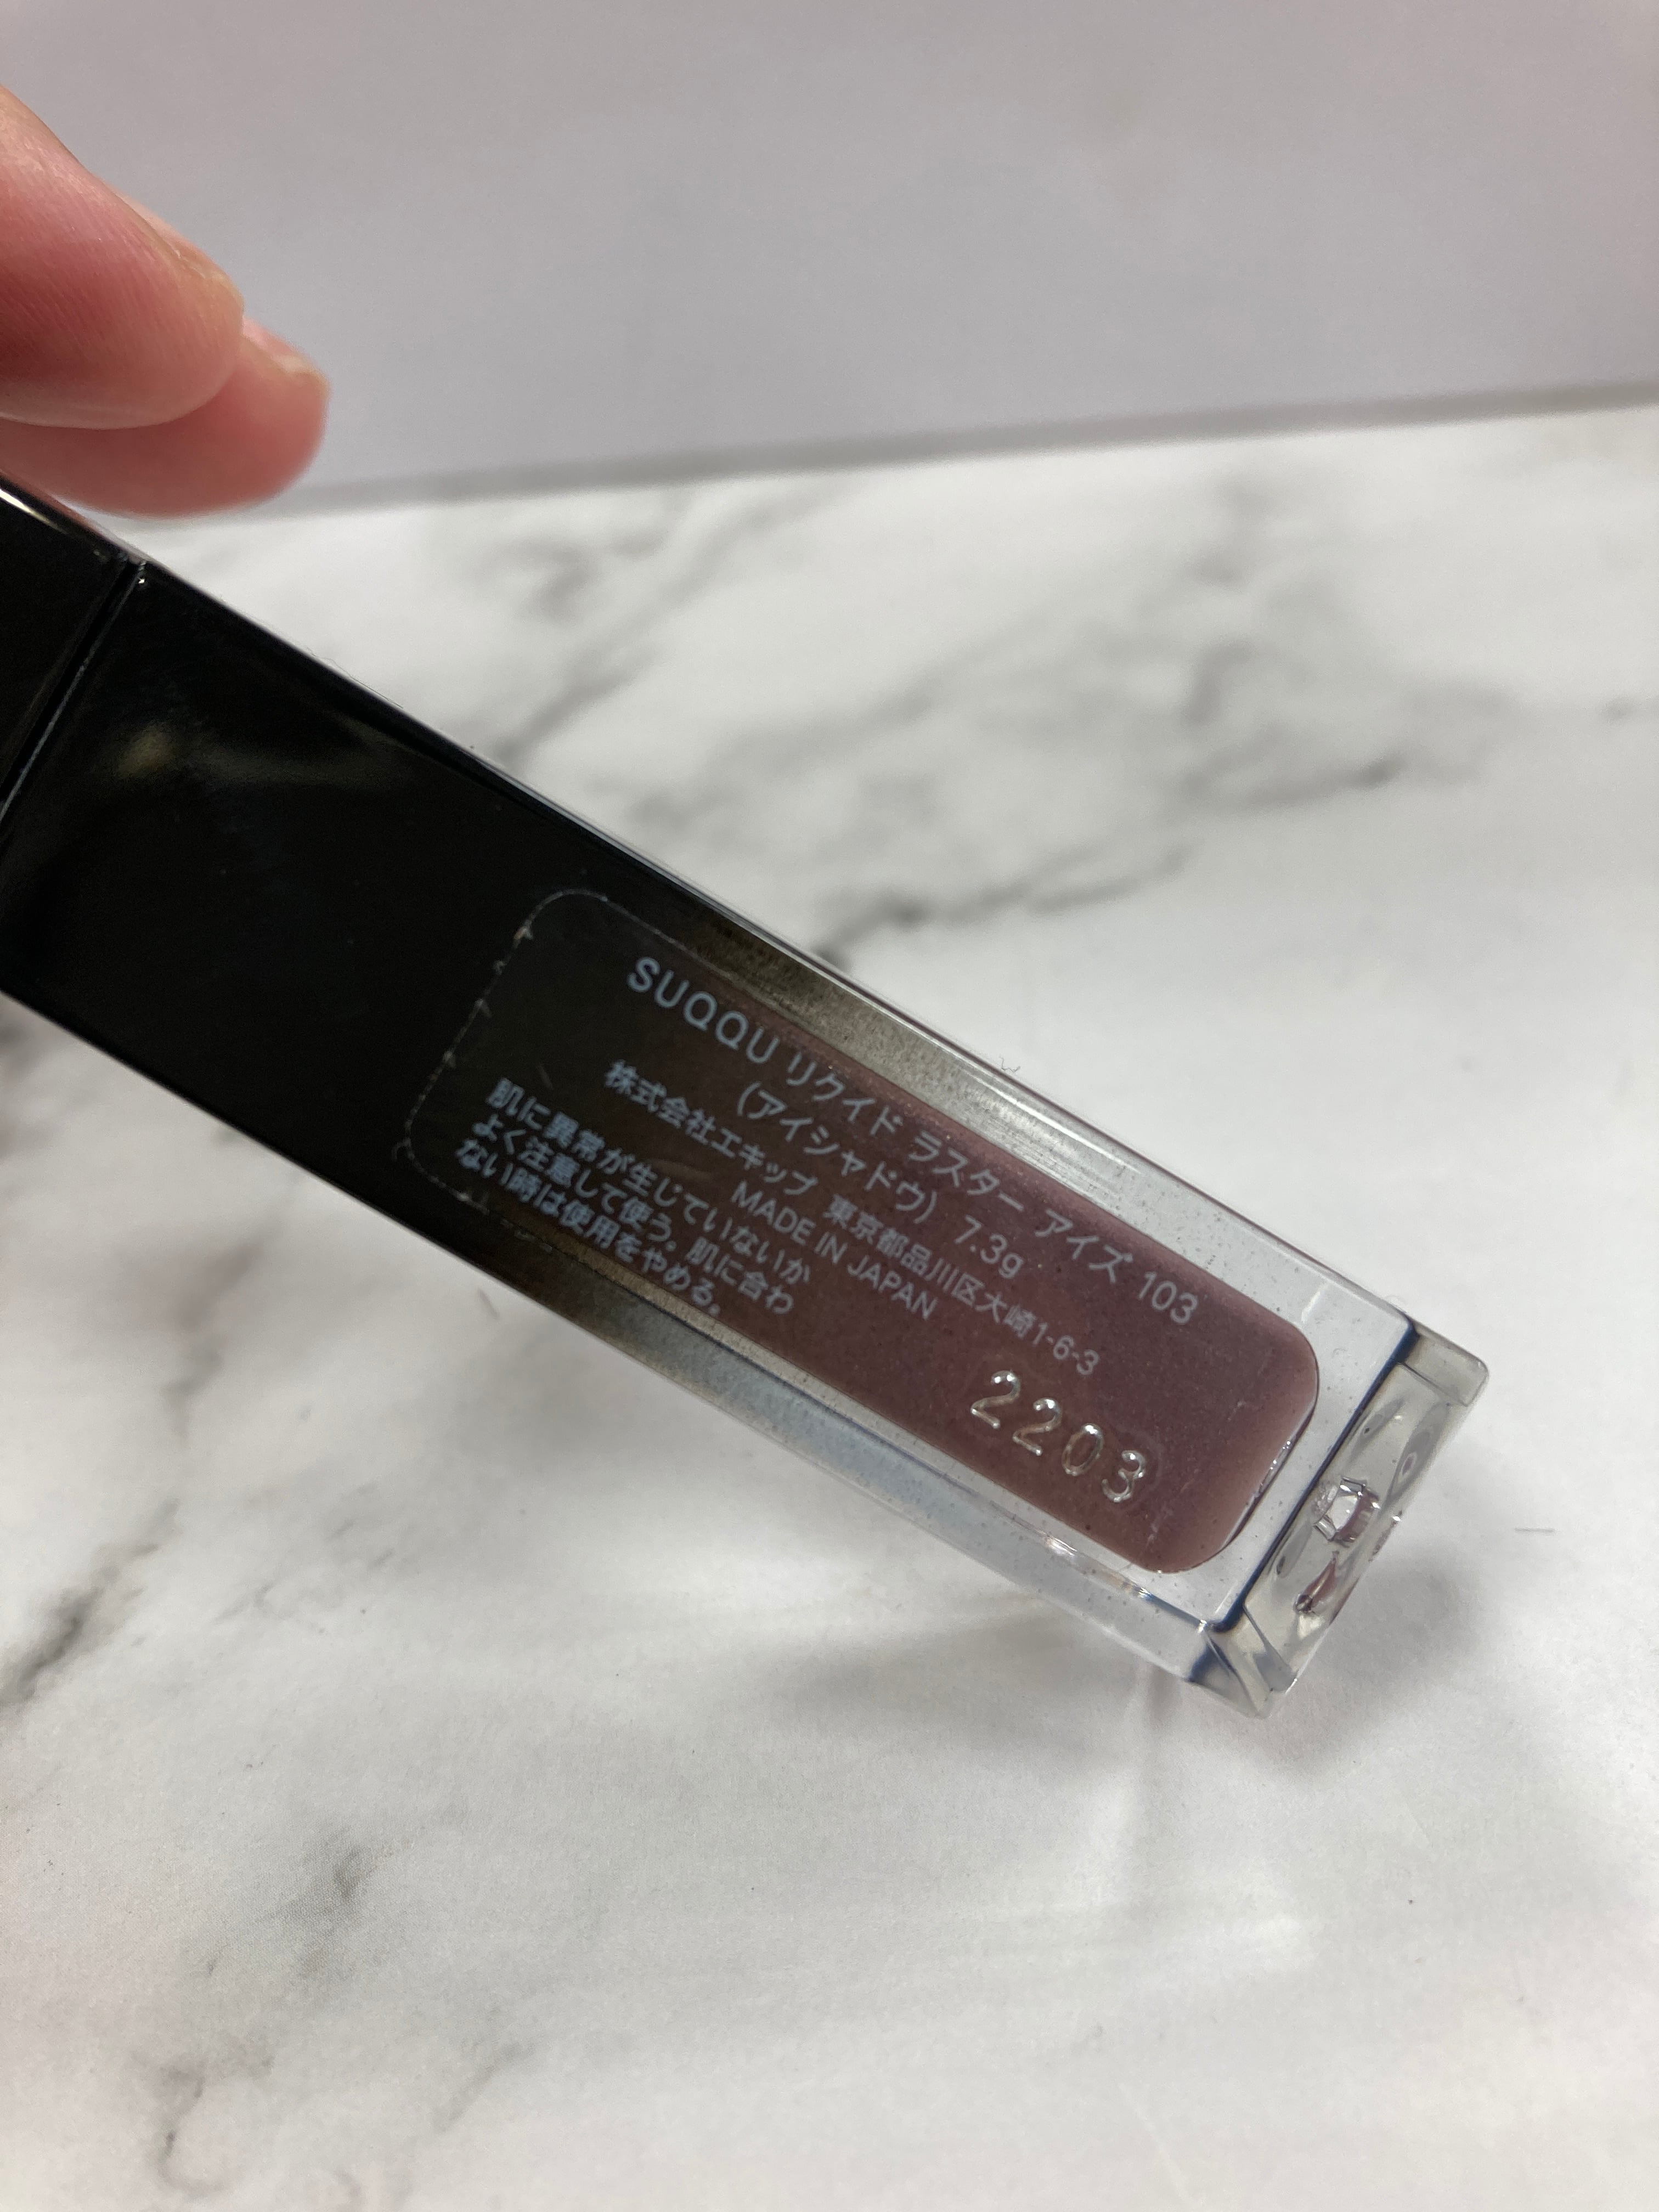 SUQQU リクイド ラスター アイズ 103
(アイシャドウ) 7.3g
株式会社エキップ 東京都品川区大崎1-6-3
MADE IN JAPAN
肌に異常が生じていないか
よく注意して使う。肌に合わ
ない時は使用をやめる。
2203